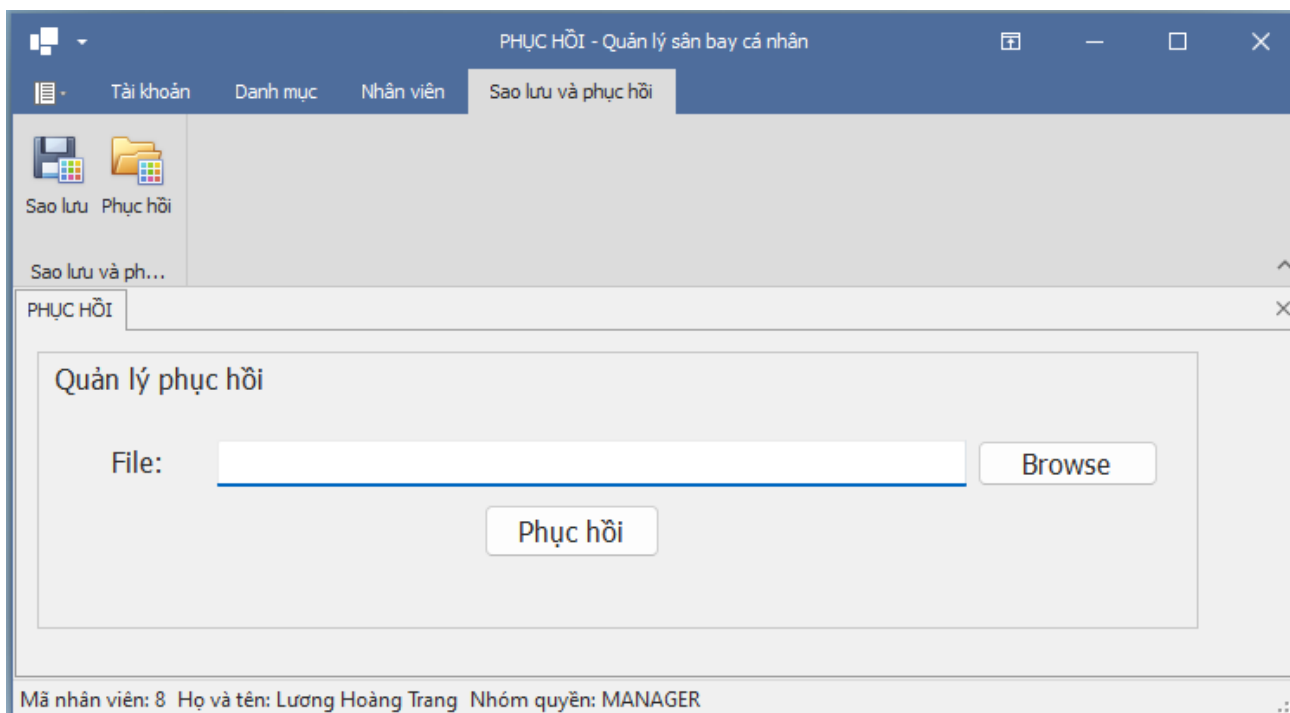 PHỤC HỒI - Quản lý sân bay cá nhân
Tài khoản Danh mục Nhân viên Sao lưu và phục hồi
Sao lưu Phục hồi
Sao lưu và ph...
PHỤC HỒI
Quản lý phục hồi
File: Browse
Phục hồi
Mã nhân viên: 8 Họ và tên: Lương Hoàng Trang Nhóm quyền: MANAGER